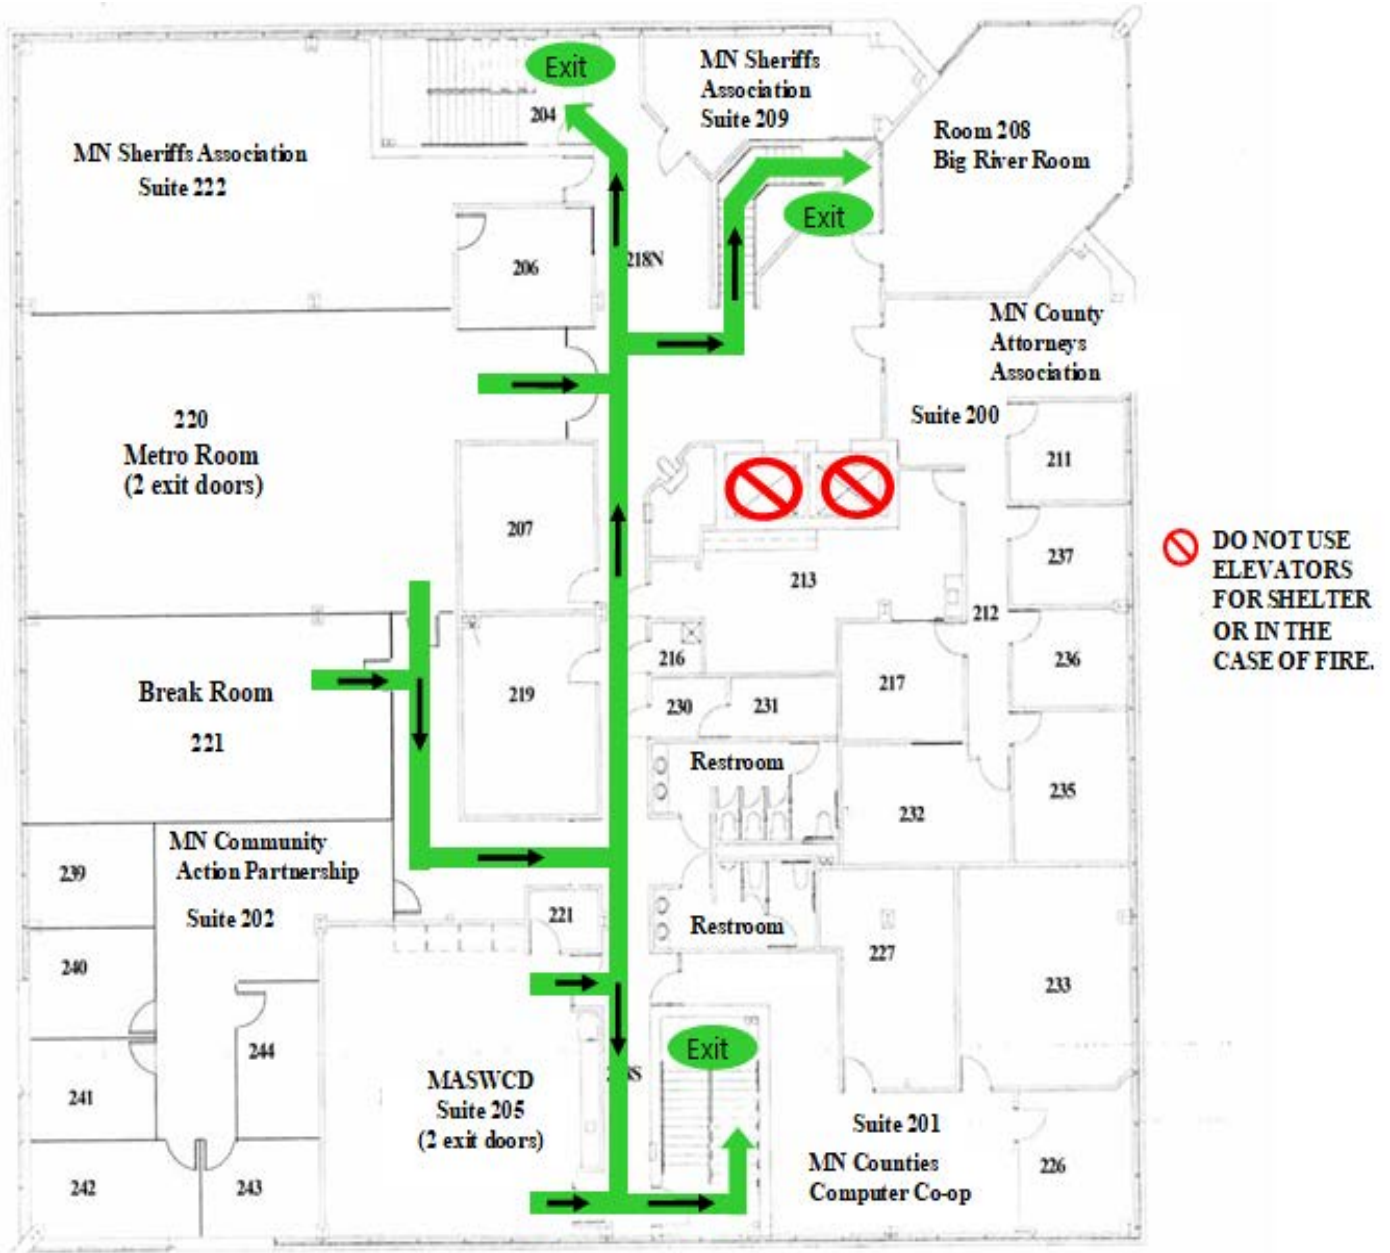 Exit
MN Sheriffs
Association
Suite 209
204
Room 208
Big River Room
MN Sheriffs Association
Suite 222
Exit
206
218N
MN County
Attorneys
Association
Suite 200
220
Metro Room
(2 exit doors)
211
207
237
DO NOT USE
ELEVATORS
FOR SHELTER
OR IN THE
CASE OF FIRE.
213
212
216
236
217
219
Break Room
221
230
231
Restroom
235
232
MN Community
Action Partnership
Suite 202
239
221
Restroom
227
240
233
244
Exit
MASWCD
Suite 205
(2 exit doors)
241
Suite 201
MN Counties
Computer Co-op
226
242
243